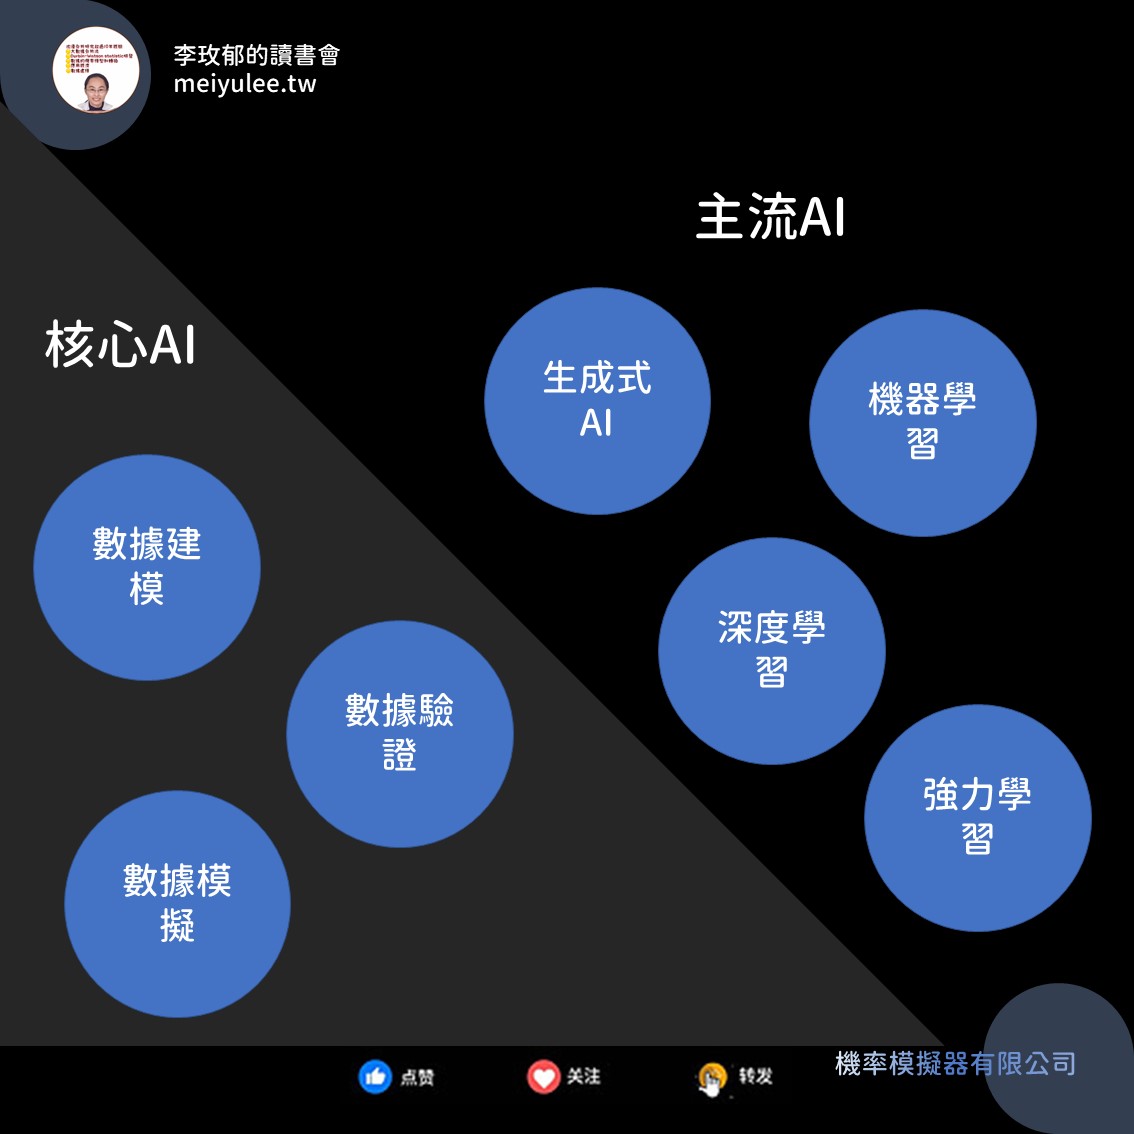 李玫郁的讀書會
meiyulee.tw
主流AI
核心AI
生成式
AI
機器學
習
數據建
模
深度學
習
數據驗
證
強力學
習
數據模
擬
点赞
关注
转发
機率模擬器有限公司